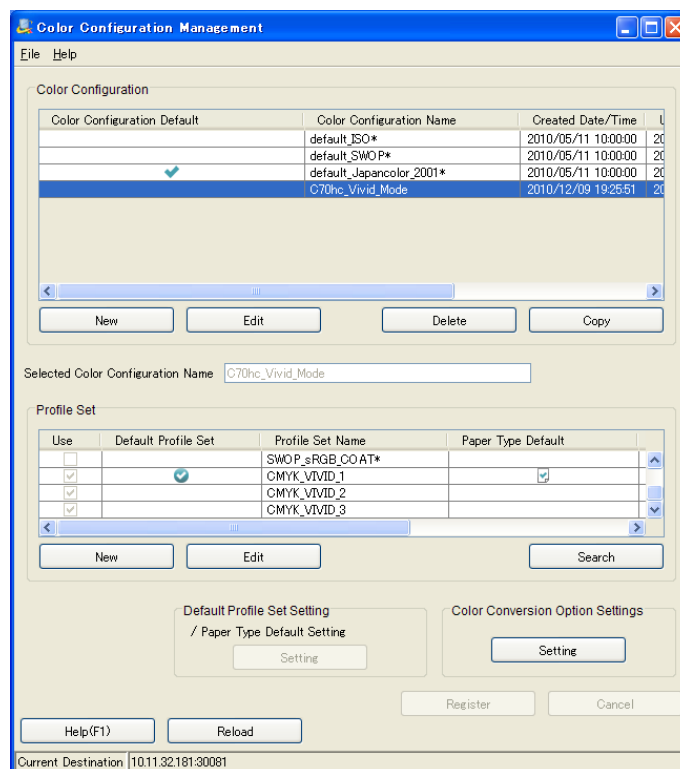 Color Configuration Management
File Help
Color Configuration
Color Configuration Default Color Configuration Name Created Date/Time U
default_ISO* 2010/05/11 10:00:00 20
default_SWOP* 2010/05/11 10:00:00 20
default_Japancolor_2001* 2010/05/11 10:00:00 20
C70hc_Vivid_Mode 2010/12/09 19:25:51 20
New Edit Delete Copy
Selected Color Configuration Name C70hc_Vivid_Mode
Profile Set
Use Default Profile Set Profile Set Name Paper Type Default
SWOP_sRGB_COAT*
CMYK_VIVID_1
CMYK_VIVID_2
CMYK_VIVID_3
New Edit Search
Default Profile Set Setting Color Conversion Option Settings
/ Paper Type Default Setting
Setting Setting
Register Cancel
Help(F1) Reload
Current Destination 10.11.32.181:30081